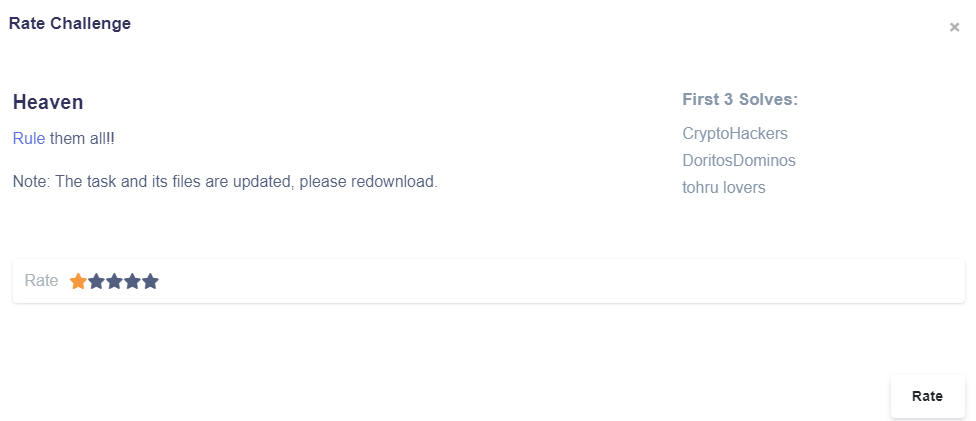 Rate Challenge
×
Heaven
Rule them all!!
Note: The task and its files are updated, please redownload.
First 3 Solves:
CryptoHackers
DoritosDominos
tohru lovers
Rate
Rate